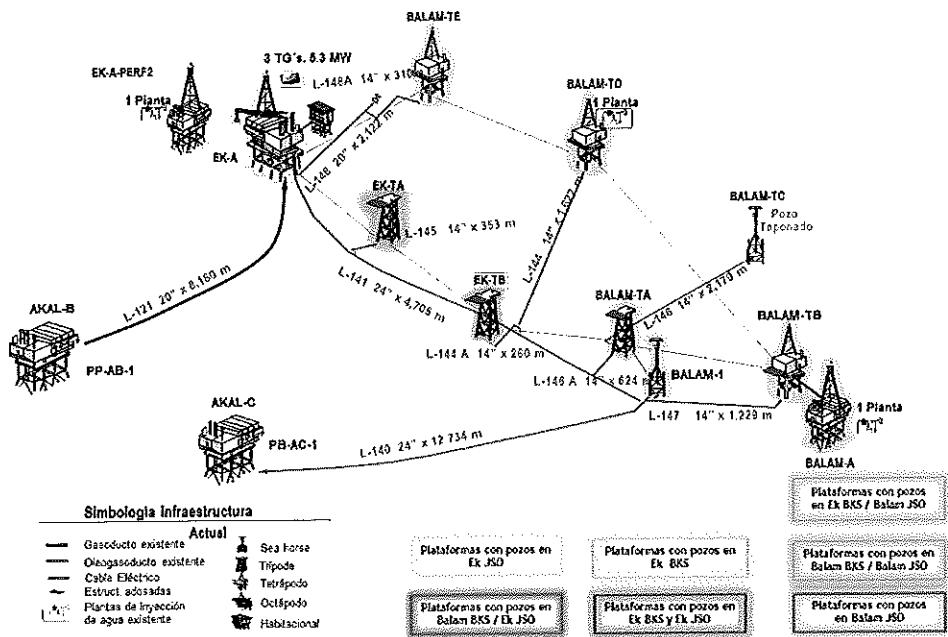 BALAM-TE
3 TG's. 5.3 MW
EK-A-PERF2
L-148A 14" x 310
BALAM-TD
1 Planta
1 Planta
EK-A
L-148 20" x 2,122 m
EK-TA
BALAM-TC
Pozo
Taponado
L-145 14" x 353 m
L-144 14" x 1,677 m
L-121 20" x 8,180 m
L-141 24" x 4,705 m
EK-TB
BALAM-TA
L-146 14" x 2,170 m
BALAM-TB
AKAL-B
L-144 A 14" x 260 m
PP-AB-1
L-146 A 14" x 624 m
BALAM-1
AKAL-C
L-147 14" x 1,229 m
1 Planta
L-140 24" x 12 734 m
PB-AC-1
BALAM-A
Simbologia Infraestructura
Actual
Gasoducto existente
Oleogasoducto existente
Cable Eléctrico
Estruct. adosadas
Plantas de Inyección
de agua existente
Sea Horse
Trípode
Tetrápodo
Octápodo
Habitacional
Plataformas con pozos
en Ek BKS / Balam JSO
Plataformas con pozos en
Ek JSO
Plataformas con pozos en
Ek BKS
Plataformas con pozos en
Balam BKS / Balam JSO
Plataformas con pozos en
Balam BKS / Ek JSO
Plataformas con pozos en
Ek BKS y Ek JSO
Plataformas con pozos
en Balam JSO